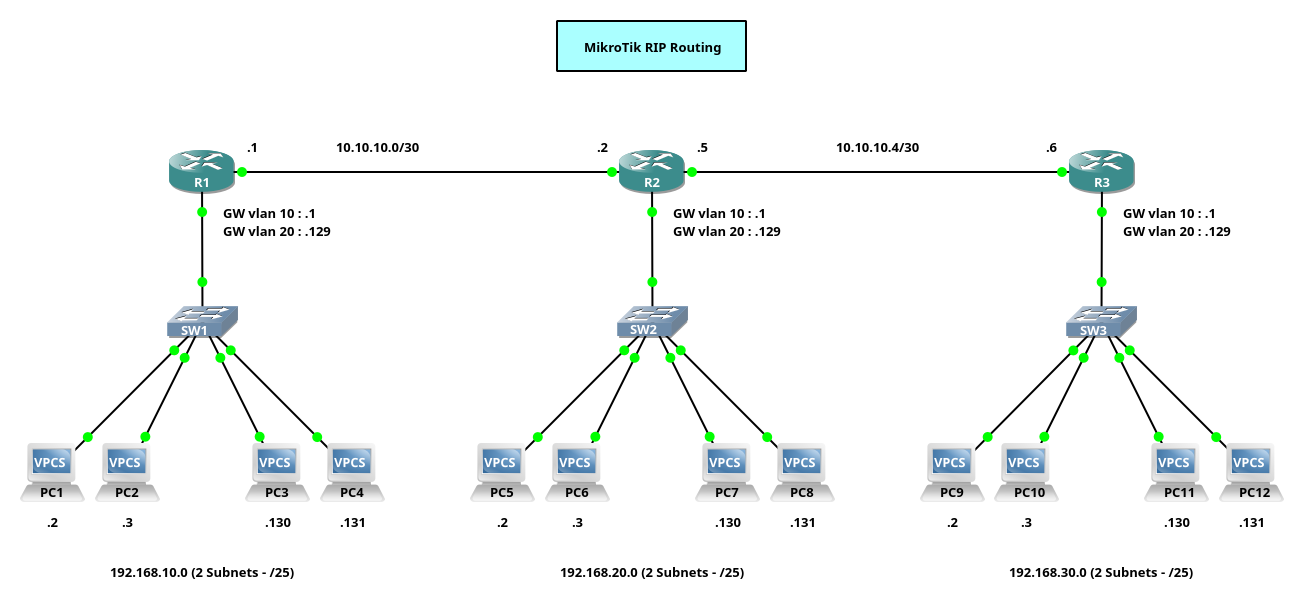 MikroTik RIP Routing
.1
10.10.10.0/30
.2
.5
10.10.10.4/30
.6
R1
R2
R3
GW vlan 10 : .1
GW vlan 20 : .129
GW vlan 10 : .1
GW vlan 20 : .129
GW vlan 10 : .1
GW vlan 20 : .129
SW1
SW2
SW3
VPCS
VPCS
VPCS
VPCS
VPCS
VPCS
VPCS
VPCS
VPCS
VPCS
VPCS
VPCS
PC1
PC2
PC3
PC4
PC5
PC6
PC7
PC8
PC9
PC10
PC11
PC12
.2
.3
.130
.131
.2
.3
.130
.131
.2
.3
.130
.131
192.168.10.0 (2 Subnets - /25)
192.168.20.0 (2 Subnets - /25)
192.168.30.0 (2 Subnets - /25)